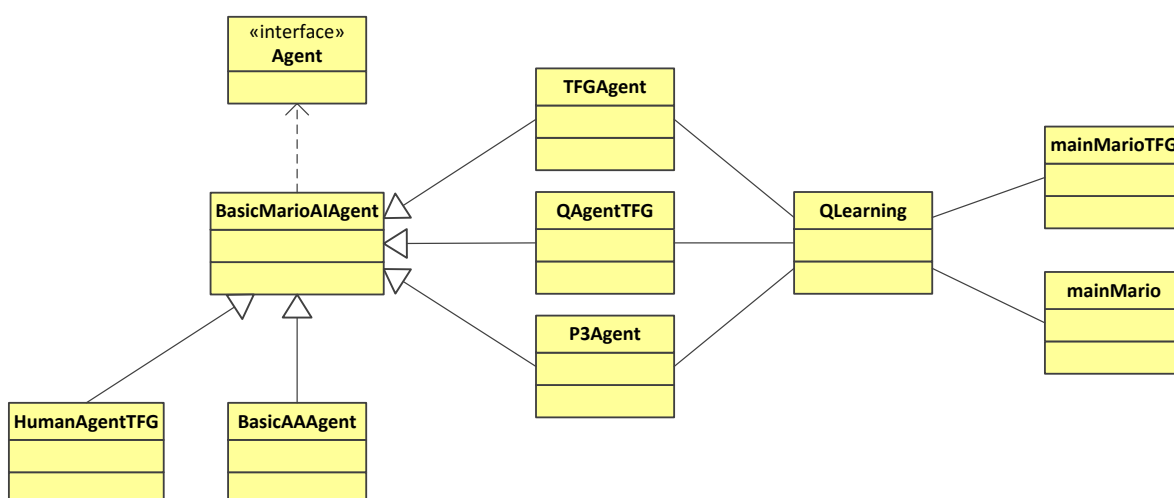 «interface»
Agent
TFGAgent
mainMarioTFG
BasicMarioAIAgent
QAgentTFG
QLearning
mainMario
P3Agent
HumanAgentTFG
BasicAAAgent